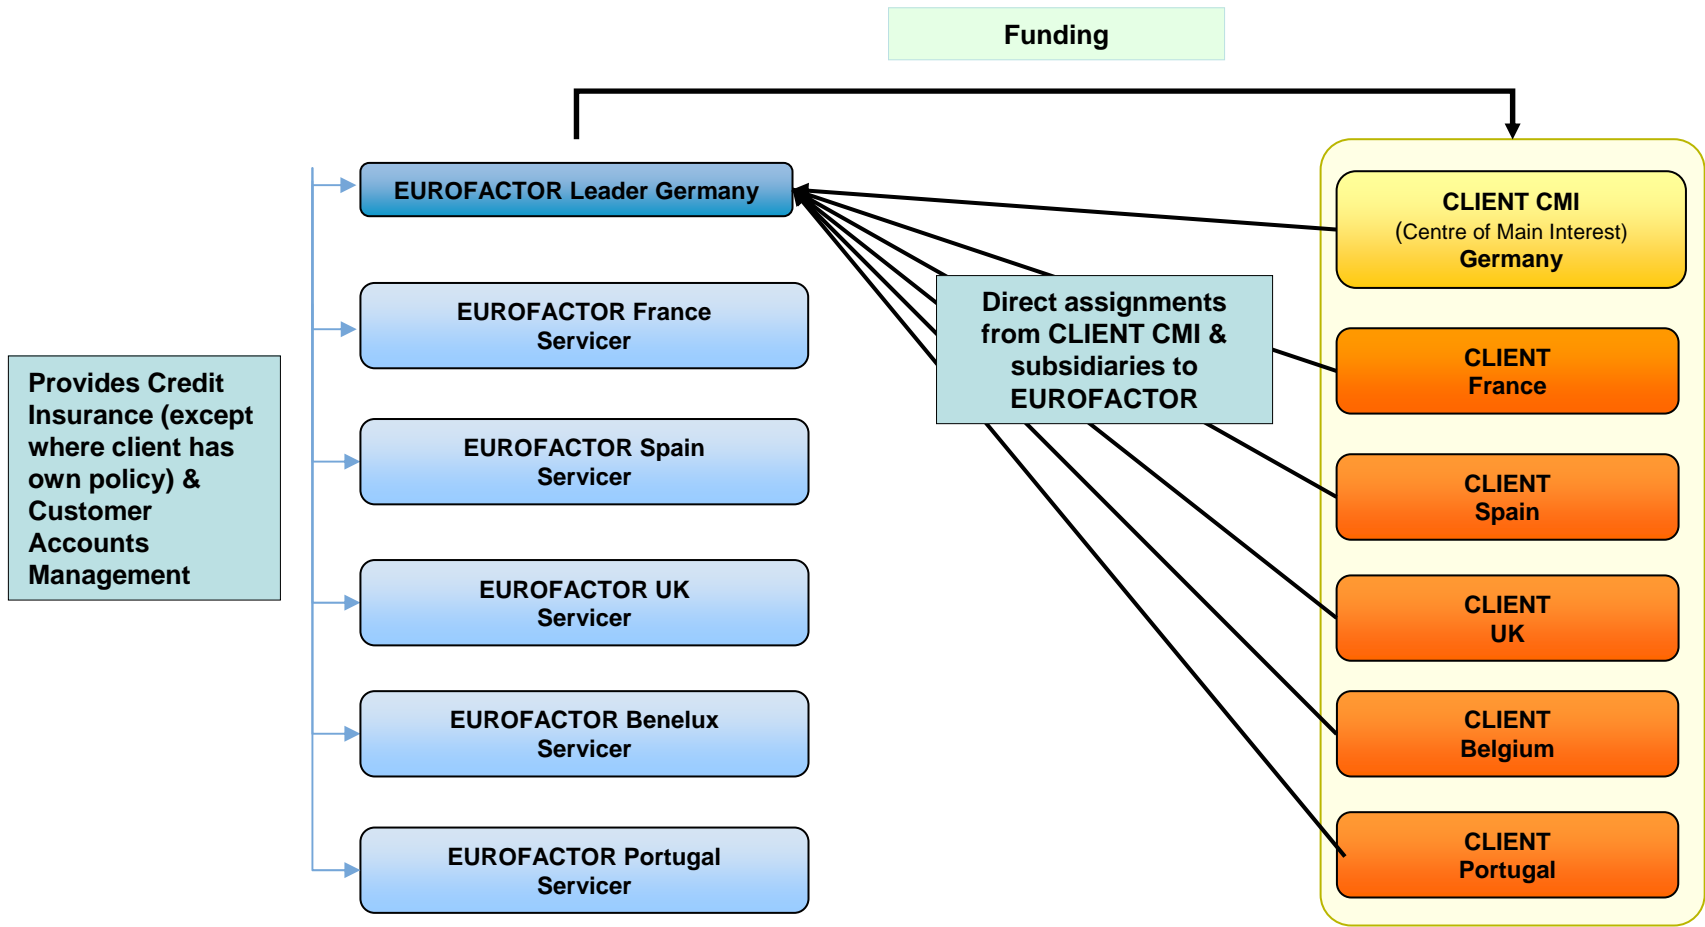 Funding
EUROFACTOR Leader Germany
EUROFACTOR France
Servicer
EUROFACTOR Spain
Servicer
EUROFACTOR UK
Servicer
EUROFACTOR Benelux
Servicer
EUROFACTOR Portugal
Servicer
Provides Credit
Insurance (except
where client has
own policy) &
Customer
Accounts
Management
Direct assignments
from CLIENT CMI &
subsidiaries to
EUROFACTOR
CLIENT CMI
(Centre of Main Interest)
Germany
CLIENT
France
CLIENT
Spain
CLIENT
UK
CLIENT
Belgium
CLIENT
Portugal